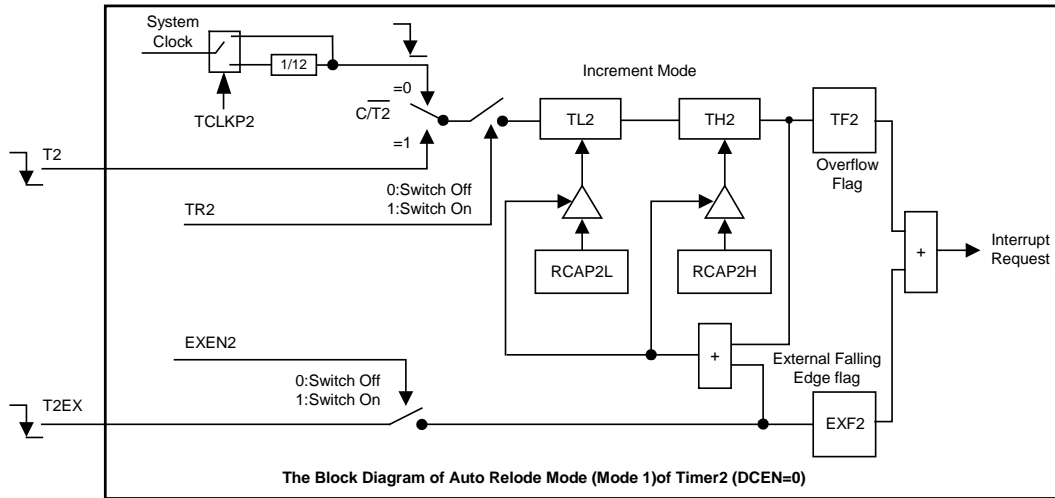 System
Clock
1/12
TCLKP2
=0
C/T2
=1
Increment Mode
TL2
TH2
TF2
Overflow
Flag
T2
0:Switch Off
1:Switch On
TR2
RCAP2L
RCAP2H
+
Interrupt
Request
EXEN2
0:Switch Off
1:Switch On
+
External Falling
Edge flag
T2EX
EXF2
The Block Diagram of Auto Relode Mode (Mode 1)of Timer2 (DCEN=0)